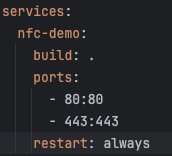 services:
  nfc-demo:
    build: .
    ports:
      - 80:80
      - 443:443
    restart: always